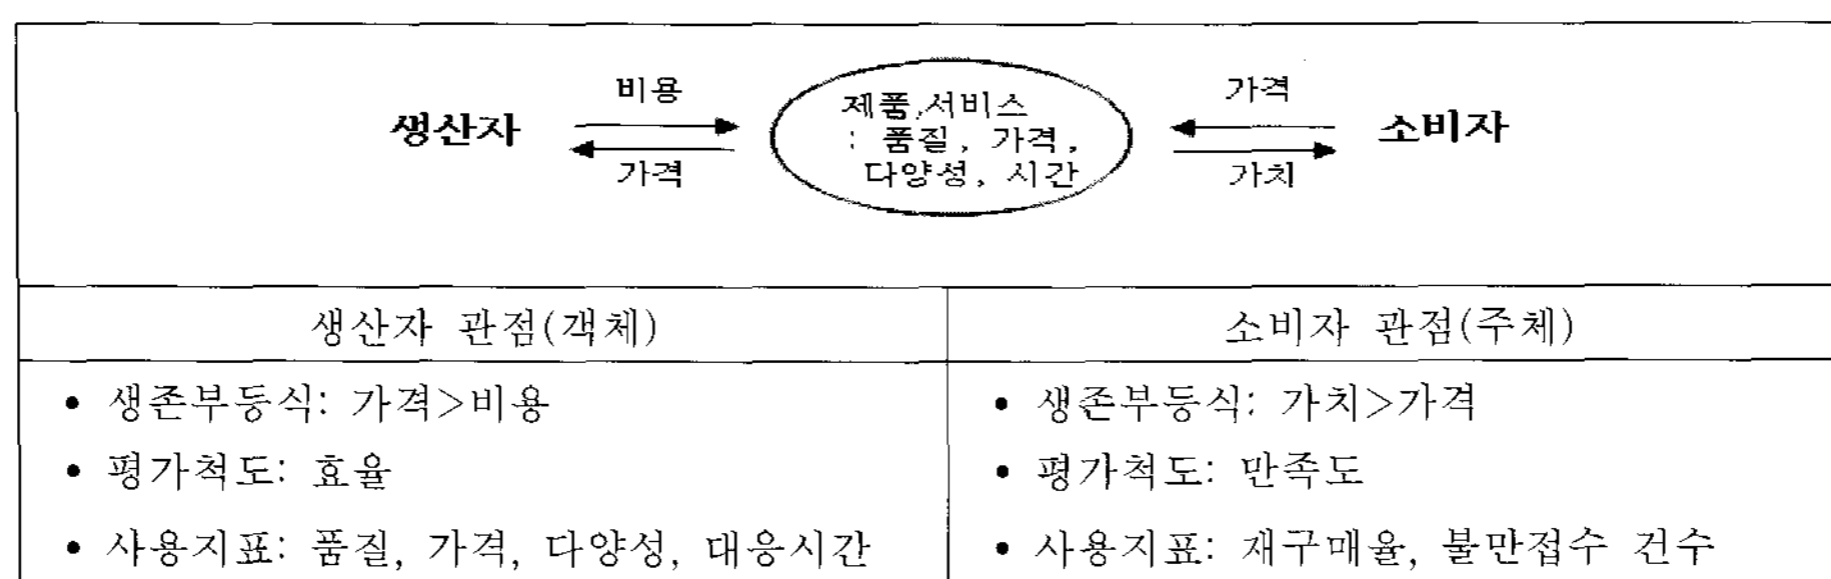 비용
가격
생산자
제품,서비스
: 품질, 가격,
다양성, 시간
가격
가치
소비자
생산자 관점(객체)
소비자 관점(주체)
• 생존부등식: 가격>비용
• 평가척도: 효율
• 사용지표: 품질, 가격, 다양성, 대응시간
• 생존부등식: 가치>가격
• 평가척도: 만족도
• 사용지표: 재구매율, 불만접수 건수